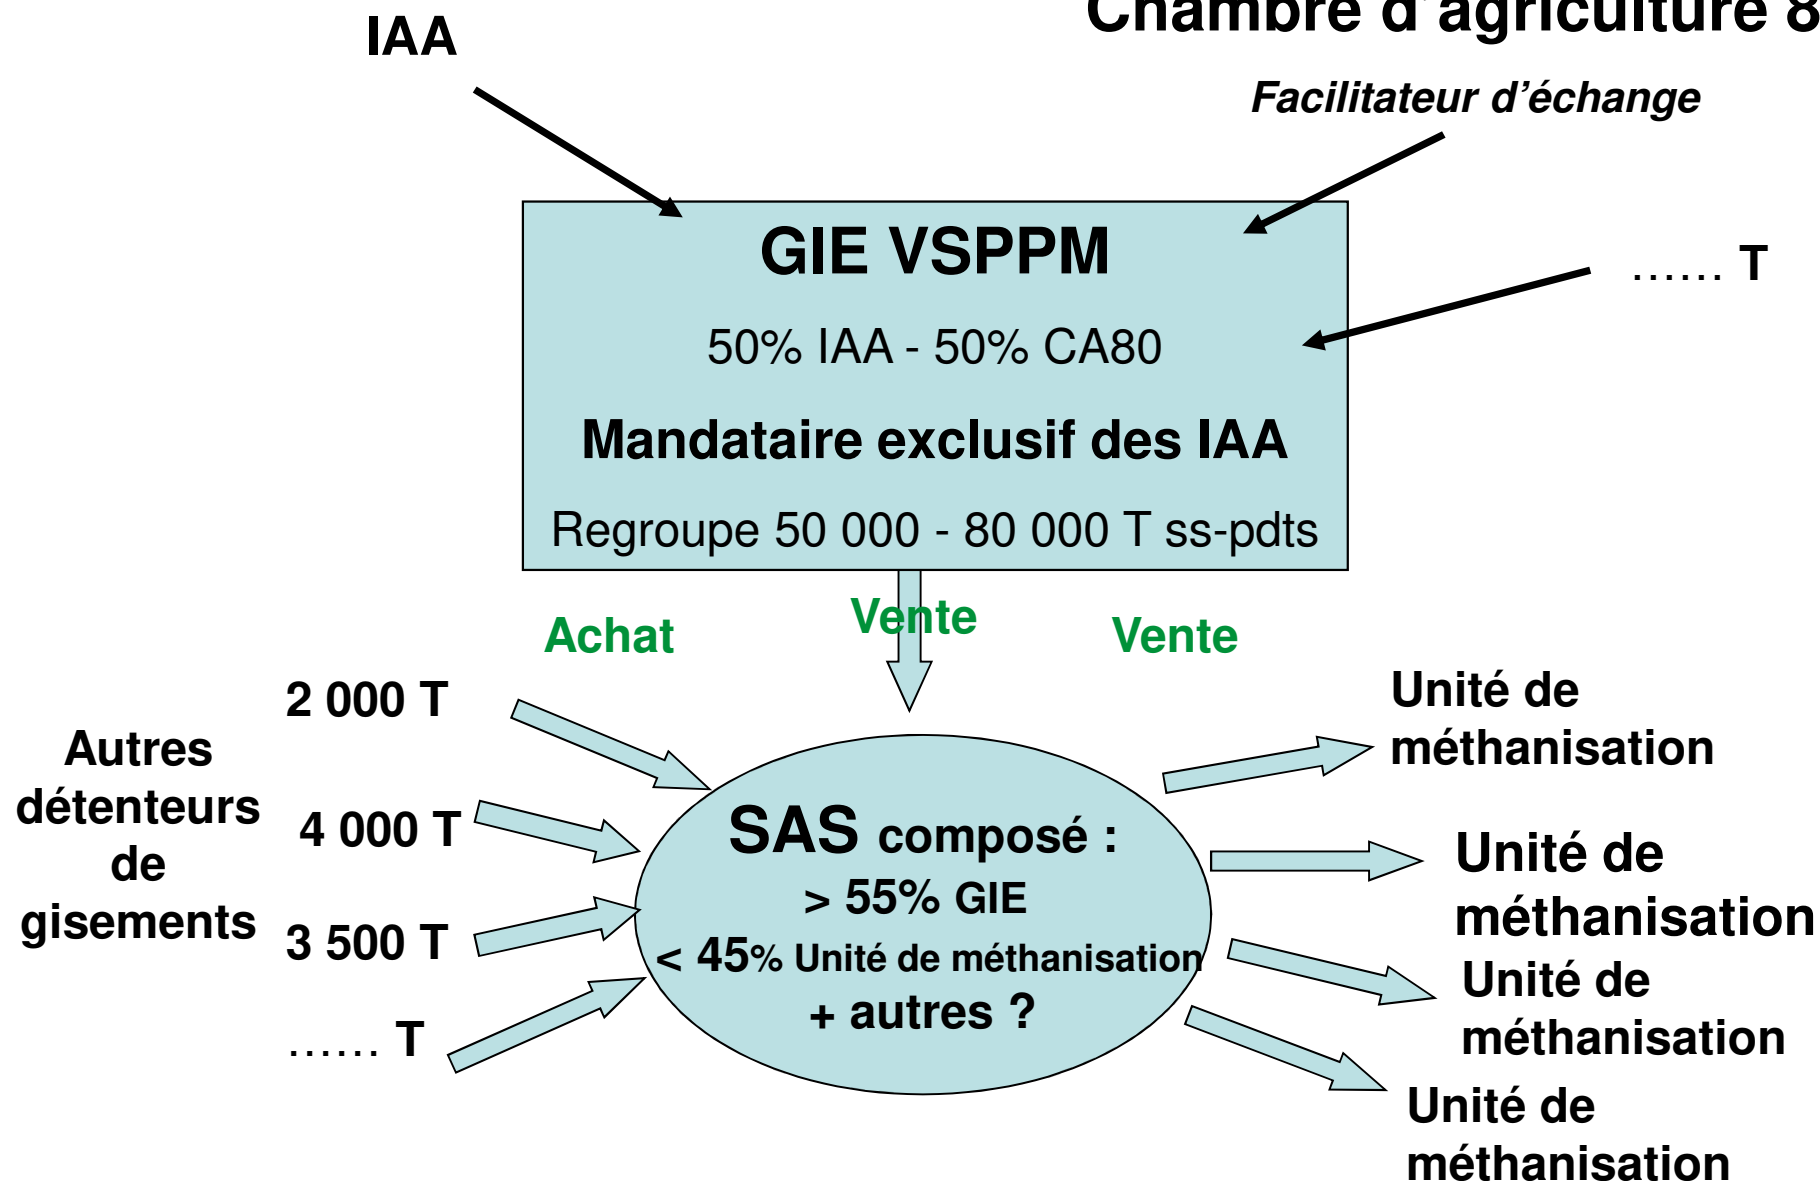 IAA
Chambre d'agriculture 8
Facilitateur d'échange
GIE VSPPM
50% IAA - 50% CA80
Mandataire exclusif des IAA
Regroupe 50 000 - 80 000 T ss-pdts
...... T
Achat
Vente
Vente
Autres
détenteurs
de
gisements
2 000 T
4 000 T
3 500 T
...... T
SAS composé :
> 55% GIE
< 45% Unité de méthanisation
+ autres ?
Unité de
méthanisation
Unité de
méthanisation
Unité de
méthanisation
Unité de
méthanisation